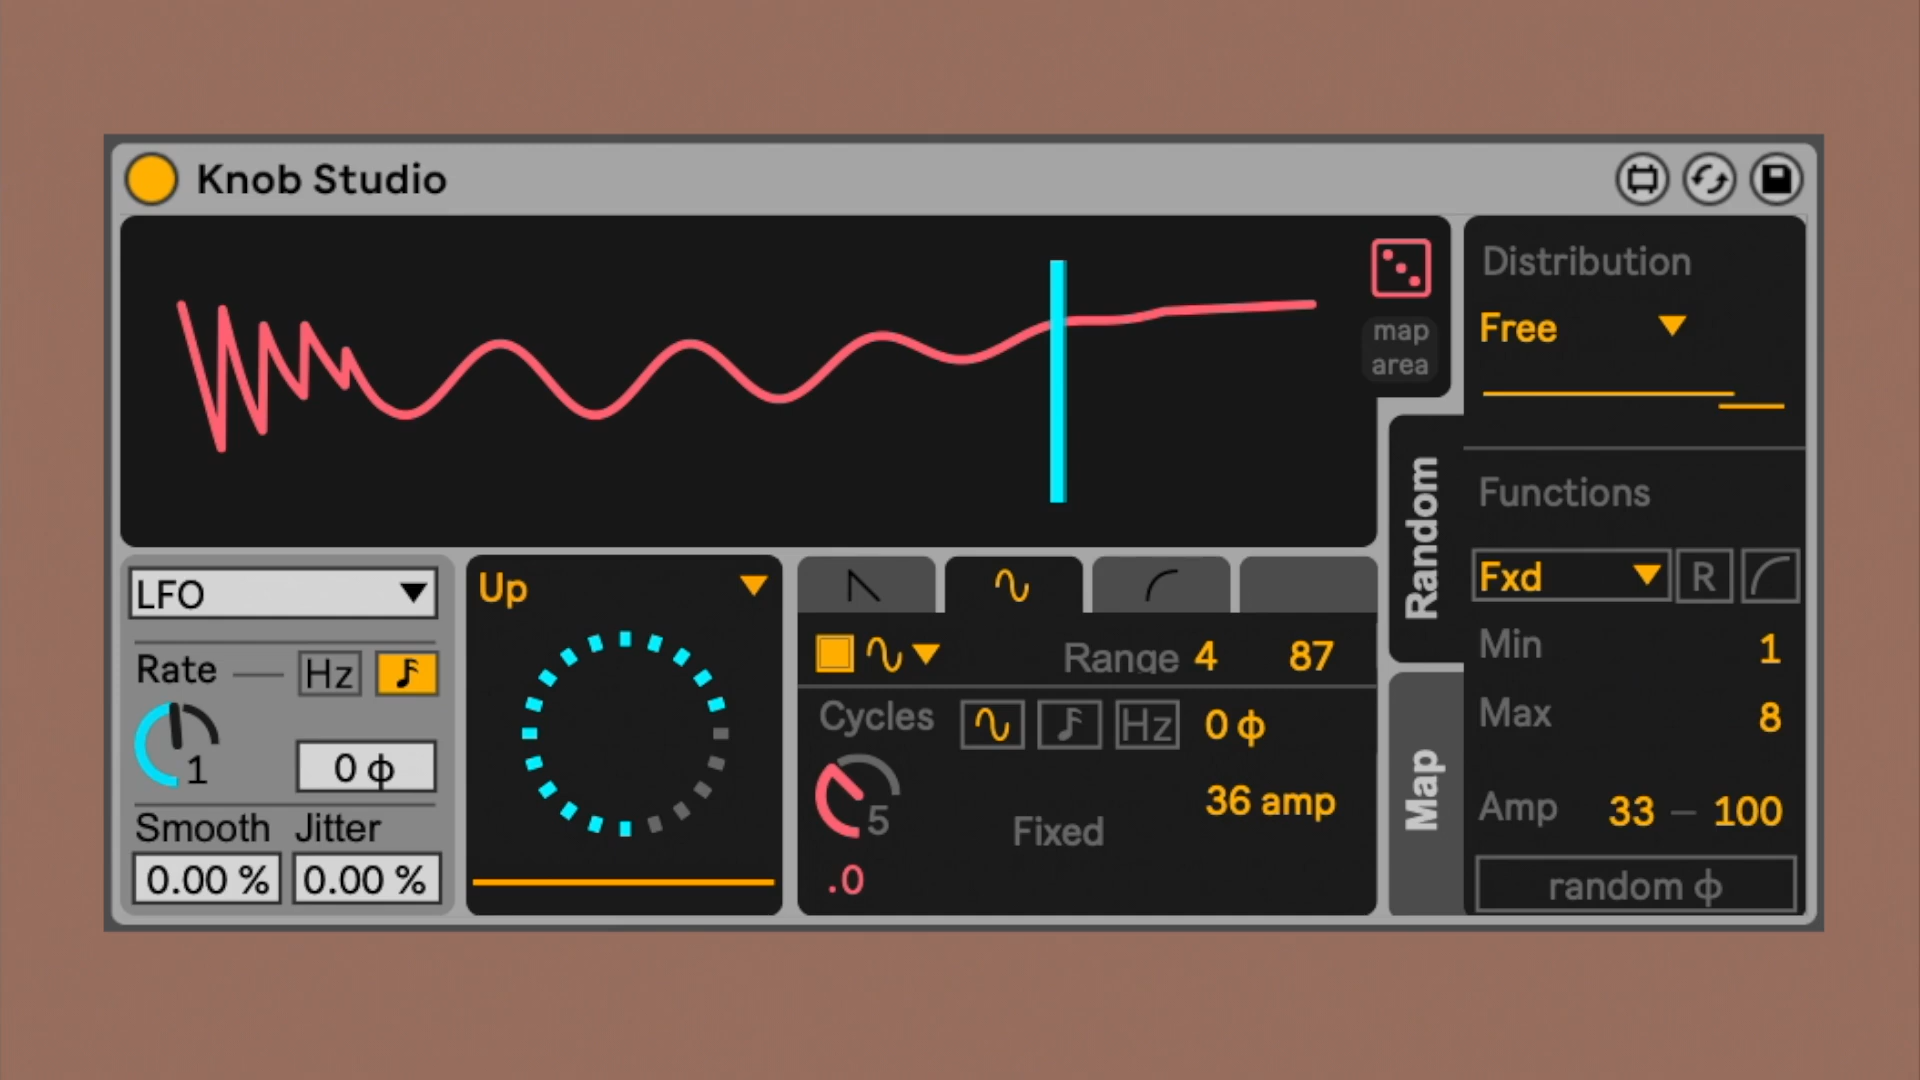 Knob Studio
map
area
Distribution
Free
Random
Functions
Fxd
R
Min 1
Max 8
Amp 33 – 100
random ϕ
Map
LFO
Rate
Hz
1
0 ϕ
Smooth Jitter
0.00 % 0.00 %
Up
Range 4 87
Cycles
Hz
0 ϕ
5
36 amp
Fixed
.0